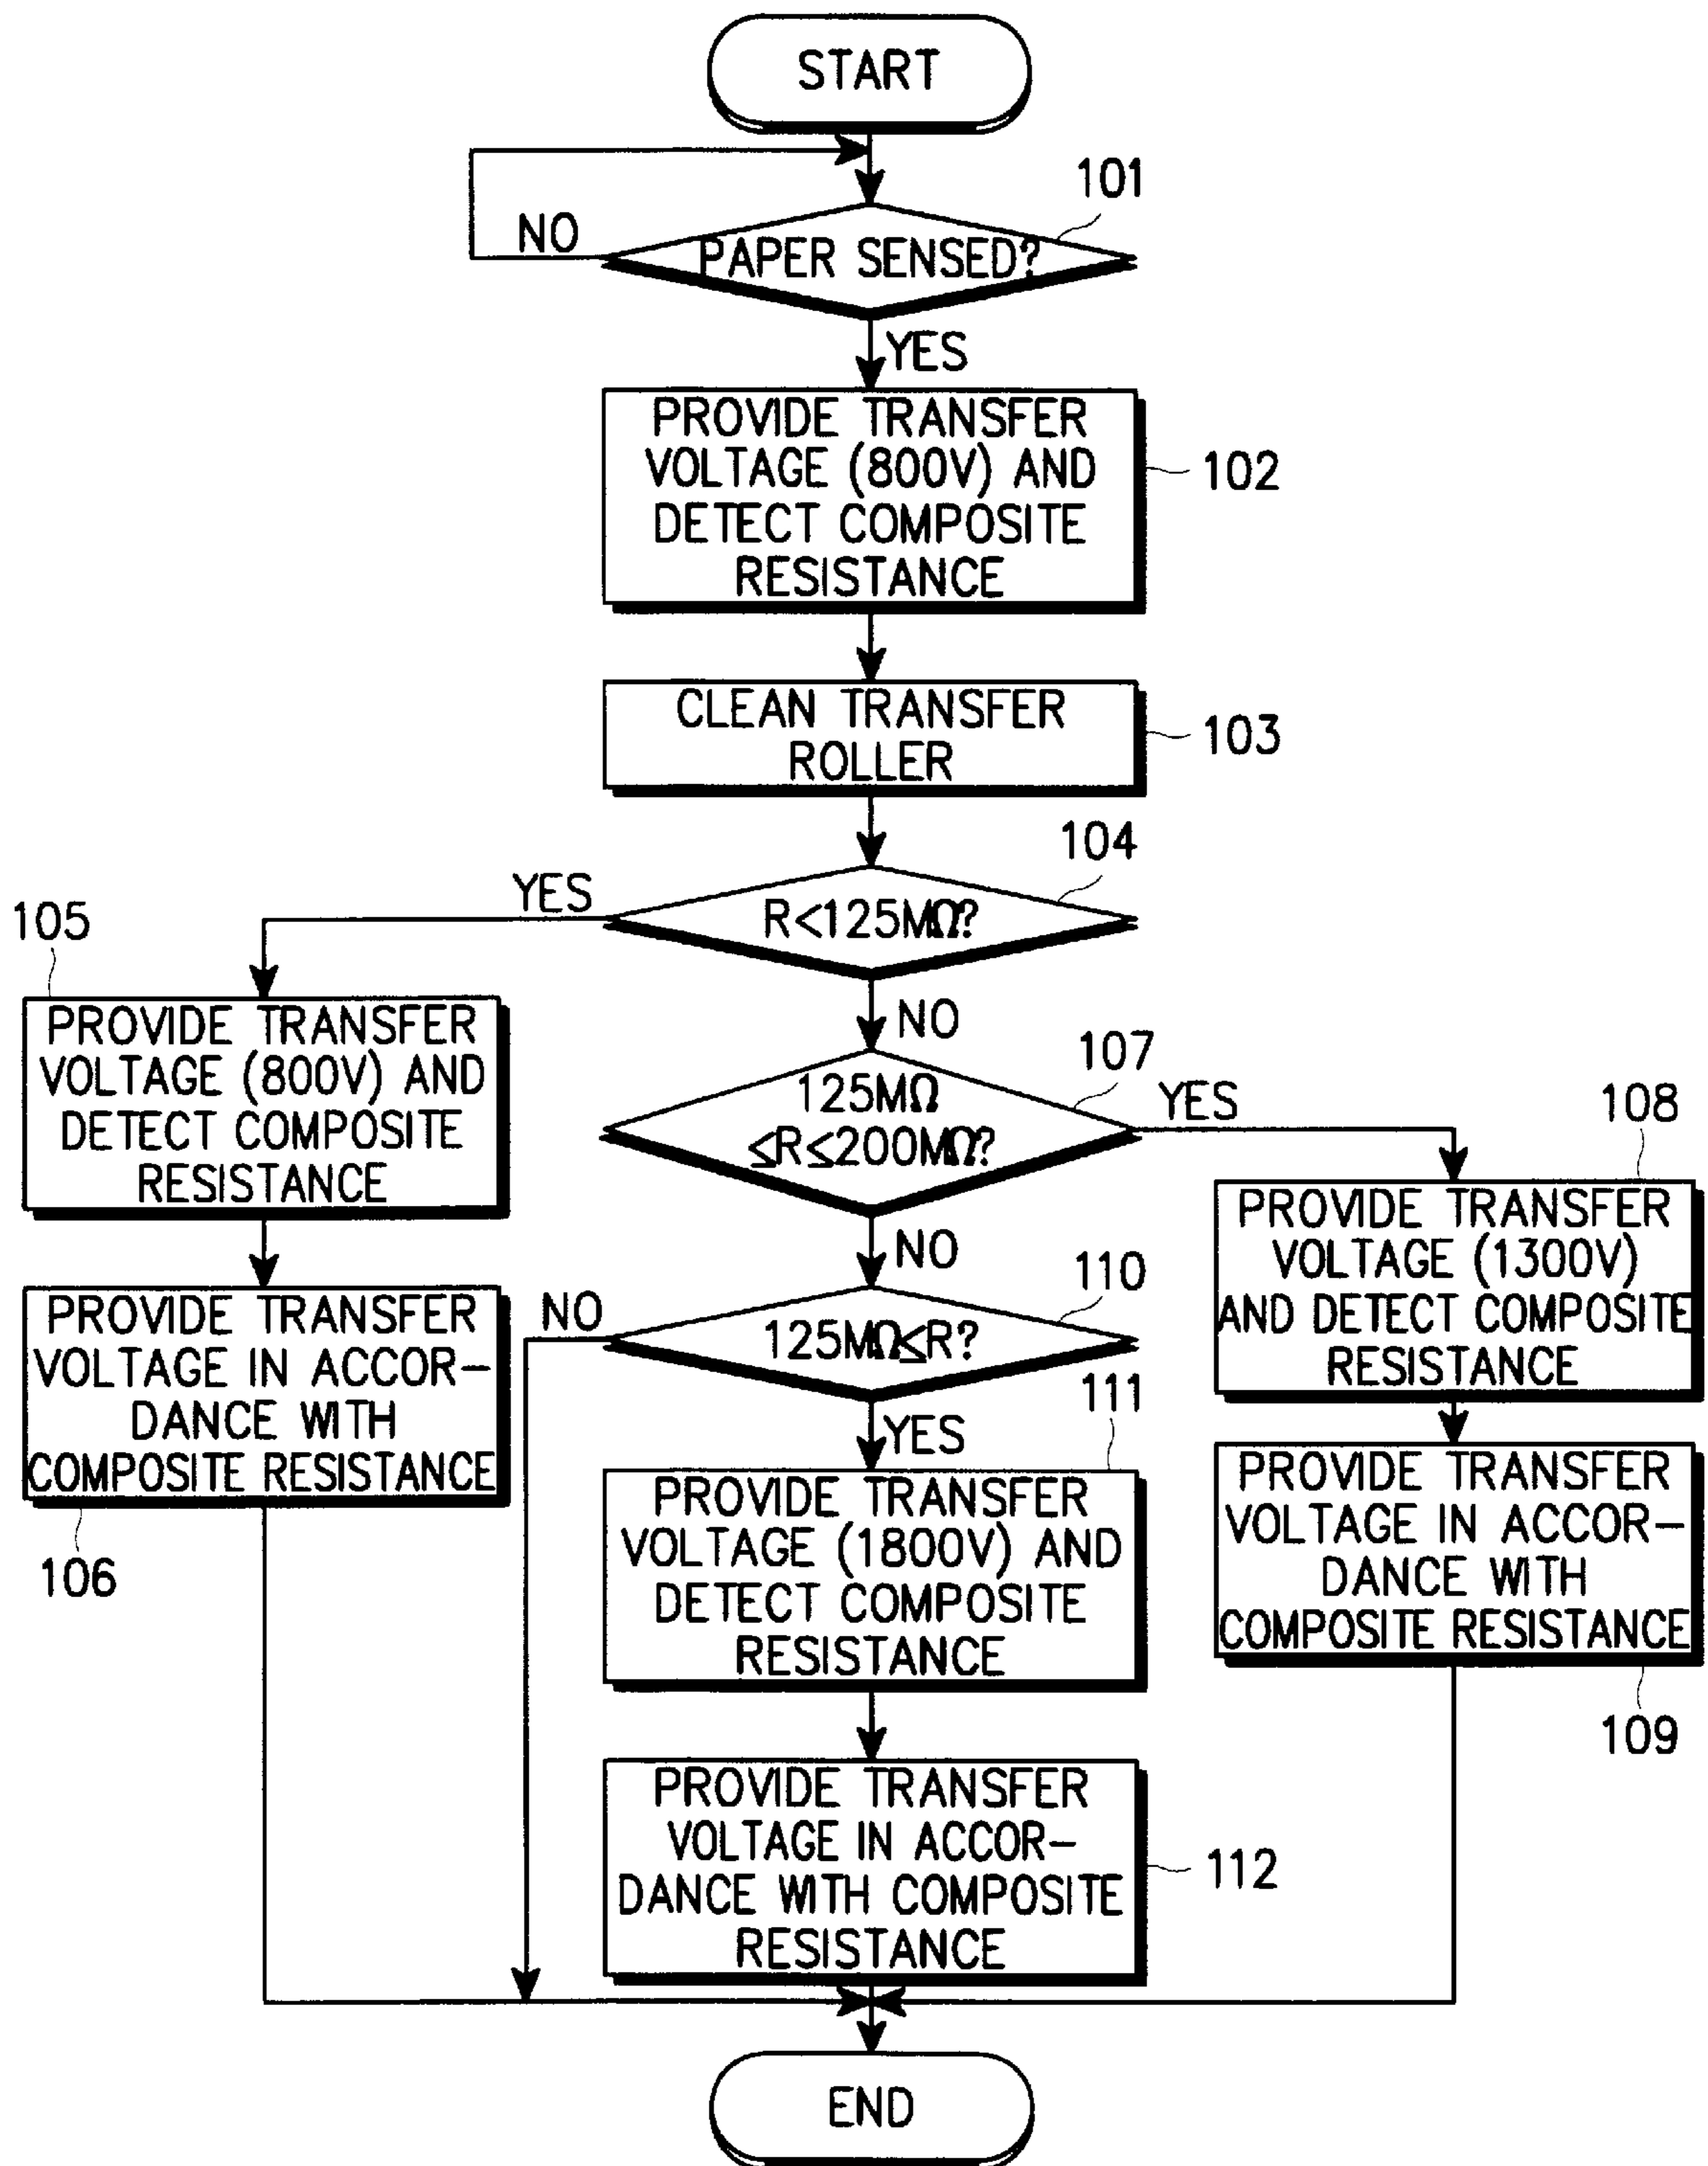 START
101
NO
PAPER SENSED?
YES
PROVIDE TRANSFER
VOLTAGE (800V) AND
DETECT COMPOSITE
RESISTANCE
102
CLEAN TRANSFER
ROLLER
103
104
YES
R<125MΩ?
105
PROVIDE TRANSFER
VOLTAGE (800V) AND
DETECT COMPOSITE
RESISTANCE
NO
107
125MΩ
≤R≤200MΩ?
YES
108
PROVIDE TRANSFER
VOLTAGE (1300V)
AND DETECT COMPOSITE
RESISTANCE
NO
110
NO
125MΩ≤R?
PROVIDE TRANSFER
VOLTAGE IN ACCOR-
DANCE WITH
COMPOSITE RESISTANCE
106
YES
111
PROVIDE TRANSFER
VOLTAGE (1800V) AND
DETECT COMPOSITE
RESISTANCE
PROVIDE TRANSFER
VOLTAGE IN ACCOR-
DANCE WITH
COMPOSITE RESISTANCE
109
PROVIDE TRANSFER
VOLTAGE IN ACCOR-
DANCE WITH COMPOSITE
RESISTANCE
112
END